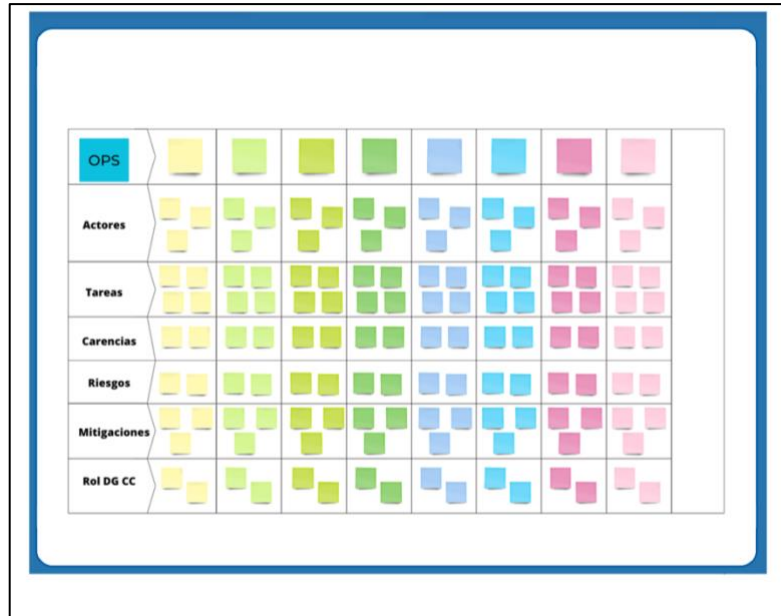 OPS
Actores
Tareas
Carencias
Riesgos
Mitigaciones
Rol DG CC